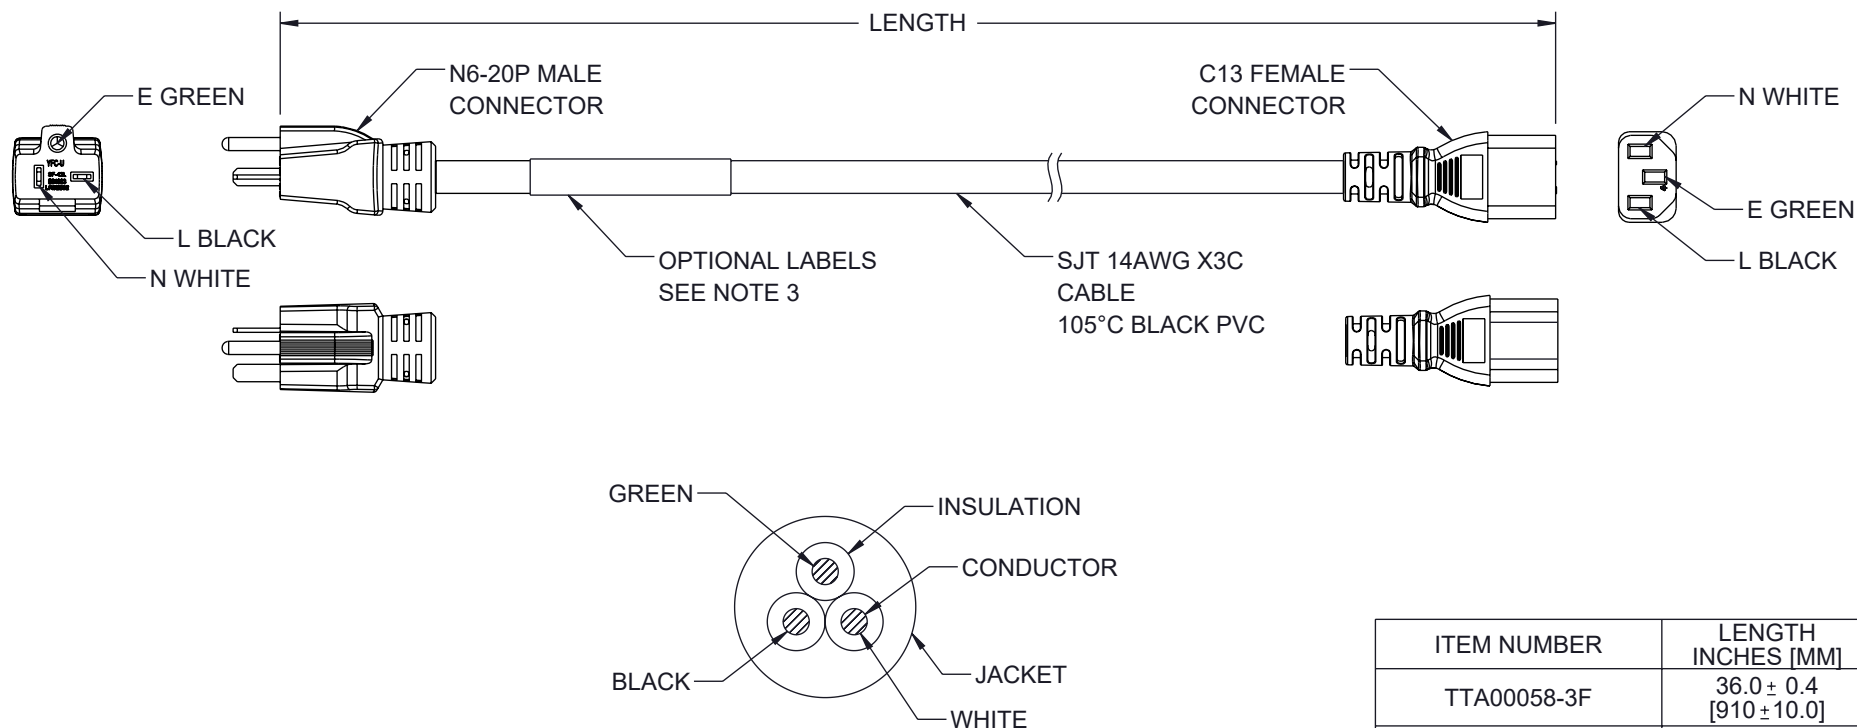 LENGTH
N6-20P MALE
CONNECTOR
C13 FEMALE
CONNECTOR
E GREEN
N WHITE
YFC-U
E GREEN
L BLACK
N WHITE
L BLACK
OPTIONAL LABELS
SEE NOTE 3
SJT 14AWG X3C
CABLE
105°C BLACK PVC
GREEN
INSULATION
CONDUCTOR
BLACK
JACKET
WHITE
ITEM NUMBER
LENGTH
INCHES [MM]
TTA00058-3F
36.0 ± 0.4
[910 ±10.0]